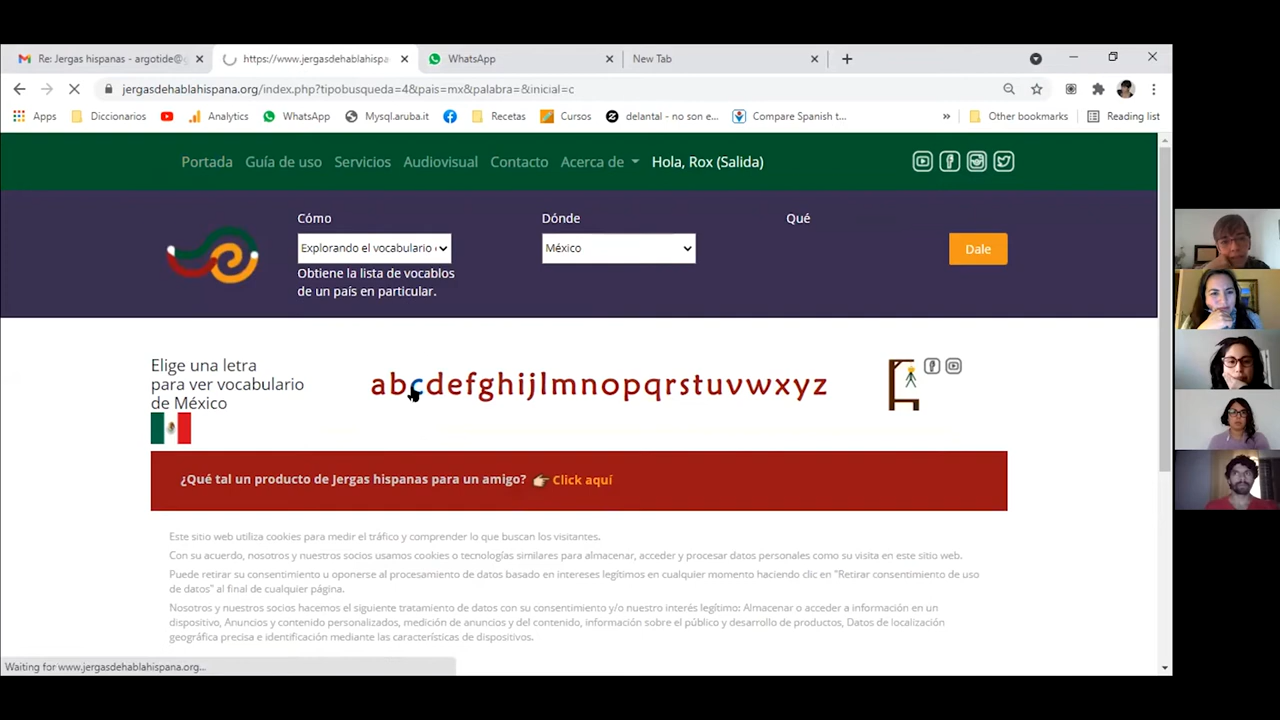 Re: Jergas hispanas - argotide@g
https://www.jergasdehablahispa
WhatsApp
New Tab
jergasdehablahispana.org/index.php?tipobusqueda=4&pais=mx&palabra=&inicial=c
Apps
Diccionarios
Analytics
WhatsApp
Mysql.aruba.it
Recetas
Cursos
delantal - no son e...
Compare Spanish t...
»
Other bookmarks
Reading list
Portada Guía de uso Servicios Audiovisual Contacto Acerca de Hola, Rox (Salida)
Cómo
Dónde
Qué
Explorando el vocabulario
México
Dale
Obtiene la lista de vocablos
de un país en particular.
Elige una letra
para ver vocabulario
de México
abcdefghijlmnopqrstuvwxyz
¿Qué tal un producto de Jergas hispanas para un amigo? Click aquí
Este sitio web utiliza cookies para medir el tráfico y comprender lo que buscan los visitantes.
Con su acuerdo, nosotros y nuestros socios usamos cookies o tecnologías similares para almacenar, acceder y procesar datos personales como su visita en este sitio web.
Puede retirar su consentimiento u oponerse al procesamiento de datos basado en intereses legítimos en cualquier momento haciendo clic en "Retirar consentimiento de uso
de datos" al final de cualquier página.
Nosotros y nuestros socios hacemos el siguiente tratamiento de datos con su consentimiento y/o nuestro interés legítimo: Almacenar o acceder a información en un
dispositivo, Anuncios y contenido personalizados, medición de anuncios y del contenido, información sobre el público y desarrollo de productos, Datos de localización
geográfica precisa e identificación mediante las características de dispositivos.
Waiting for www.jergasdehablahispana.org...